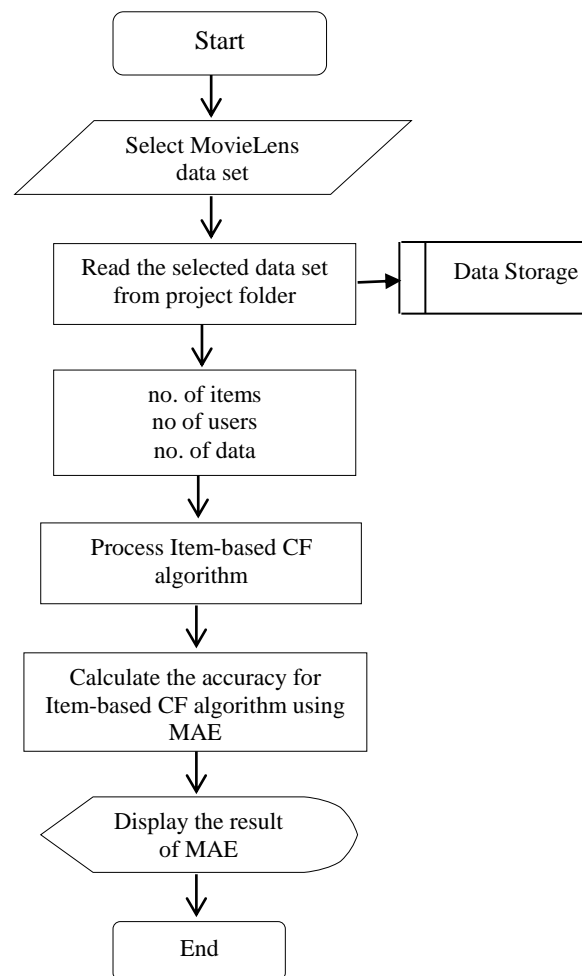 Start
Select MovieLens
data set
Read the selected data set
from project folder
Data Storage
no. of items
no of users
no. of data
Process Item-based CF
algorithm
Calculate the accuracy for
Item-based CF algorithm using
MAE
Display the result
of MAE
End